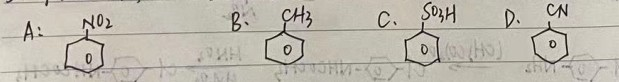 A: NO₂ B. CH₃ C. SO₃H D. CN